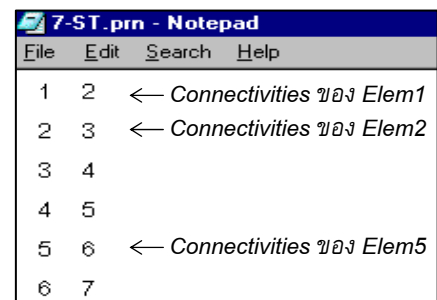 7-ST.prn - Notepad
File Edit Search Help
1 2 ← Connectivities ของ Elem1
2 3 ← Connectivities ของ Elem2
3 4
4 5
5 6 ← Connectivities ของ Elem5
6 7